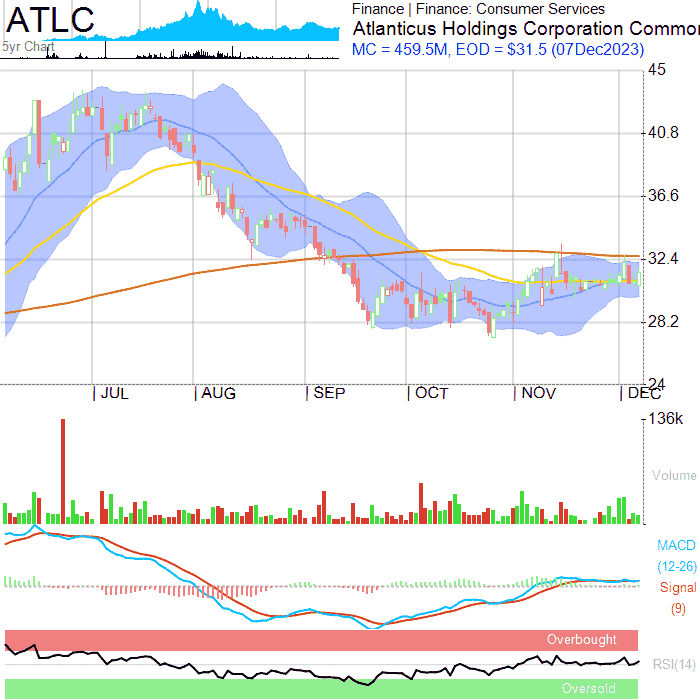 ATLC
5yr Chart
Finance | Finance: Consumer Services
Atlanticus Holdings Corporation Common
MC = 459.5M, EOD = $31.5 (07Dec2023)
45
40.8
36.6
32.4
28.2
24
JUL AUG SEP OCT NOV DEC
136k
Volume
MACD
(12-26)
Signal
(9)
Overbought
RSI(14)
Oversold